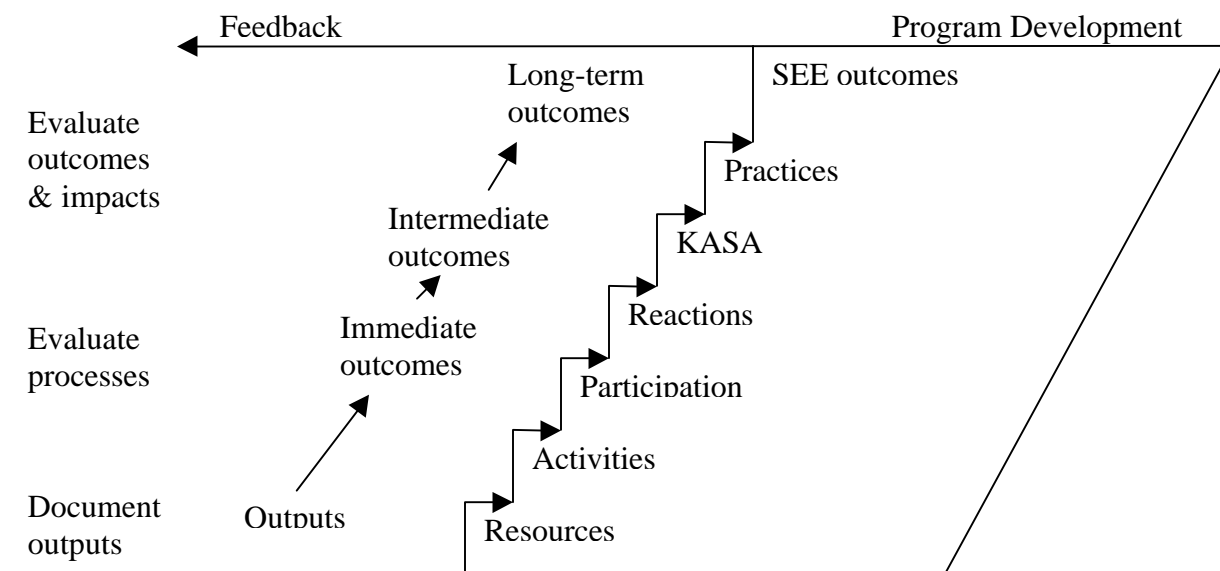 Feedback
Program Development
Long-term
outcomes
SEE outcomes
Evaluate
outcomes
& impacts
Practices
Intermediate
outcomes
KASA
Reactions
Immediate
outcomes
Evaluate
processes
Participation
Activities
Document
outputs
Outputs
Resources